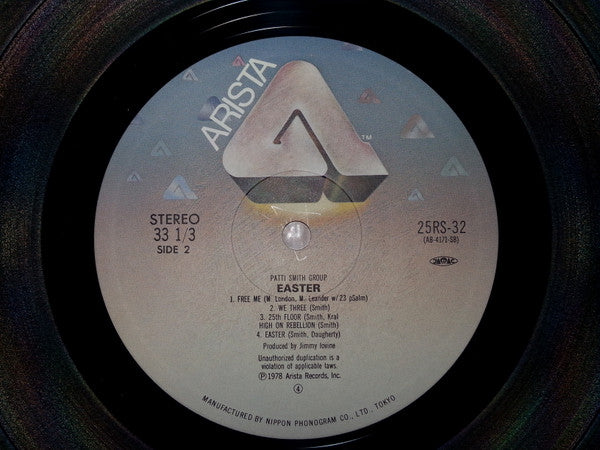 ARISTA
TM
STEREO
33 1/3
SIDE 2
25RS-32
(AB-4171-SB)
PATTI SMITH GROUP
EASTER
1. FREE ME (M. London, M. Lexander w/23 pSalm)
2. WE THREE (Smith)
3. 25th FLOOR (Smith, Kral
HIGH ON REBELLION (Smith)
4. EASTER (Smith, Daugherty)
Produced by Jimmy Iovine
Unauthorized duplication is a
violation of applicable laws.
Ⓟ1978 Arista Records, Inc.
④
MANUFACTURED BY NIPPON PHONOGRAM CO., LTD., TOKYO